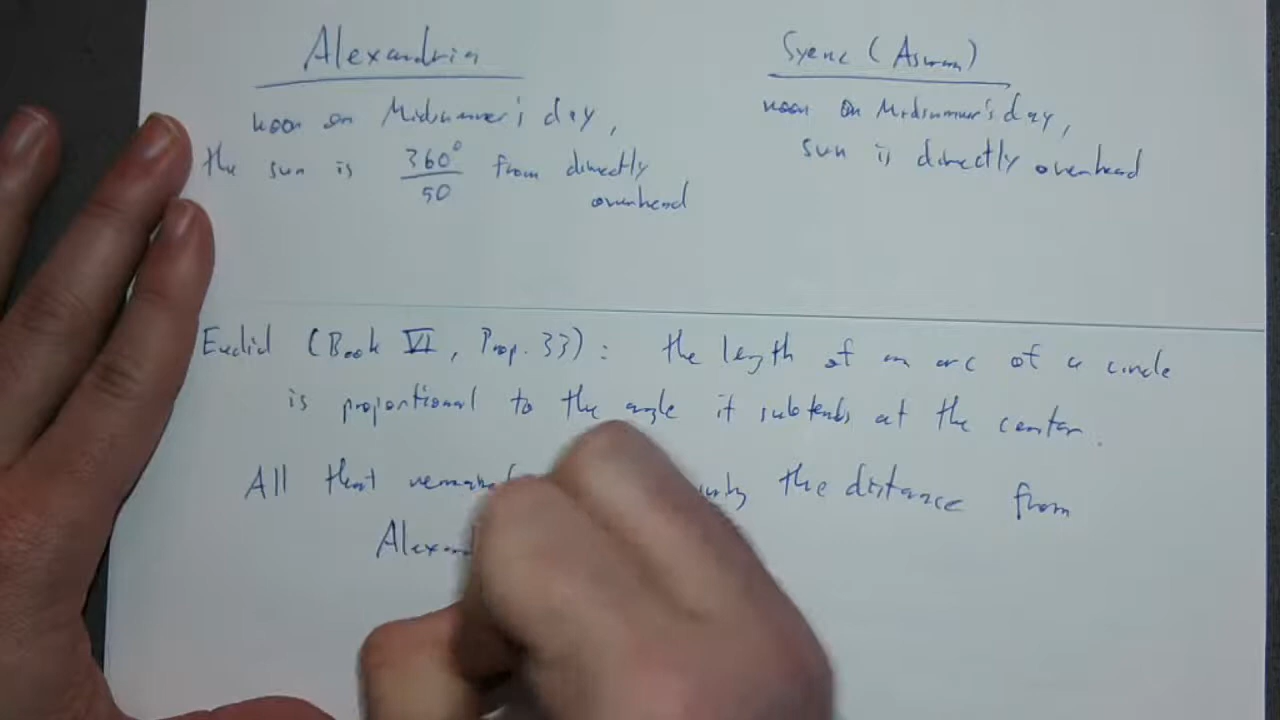 Alexandria
noon on Midsummer's day,
the sun is 360°/50 from directly
overhead
Syene (Aswan)
noon on Midsummer's day,
sun is directly overhead
Euclid (Book VI, Prop. 33): the length of an arc of a circle
is proportional to the angle it subtends at the center.
All that the distance from